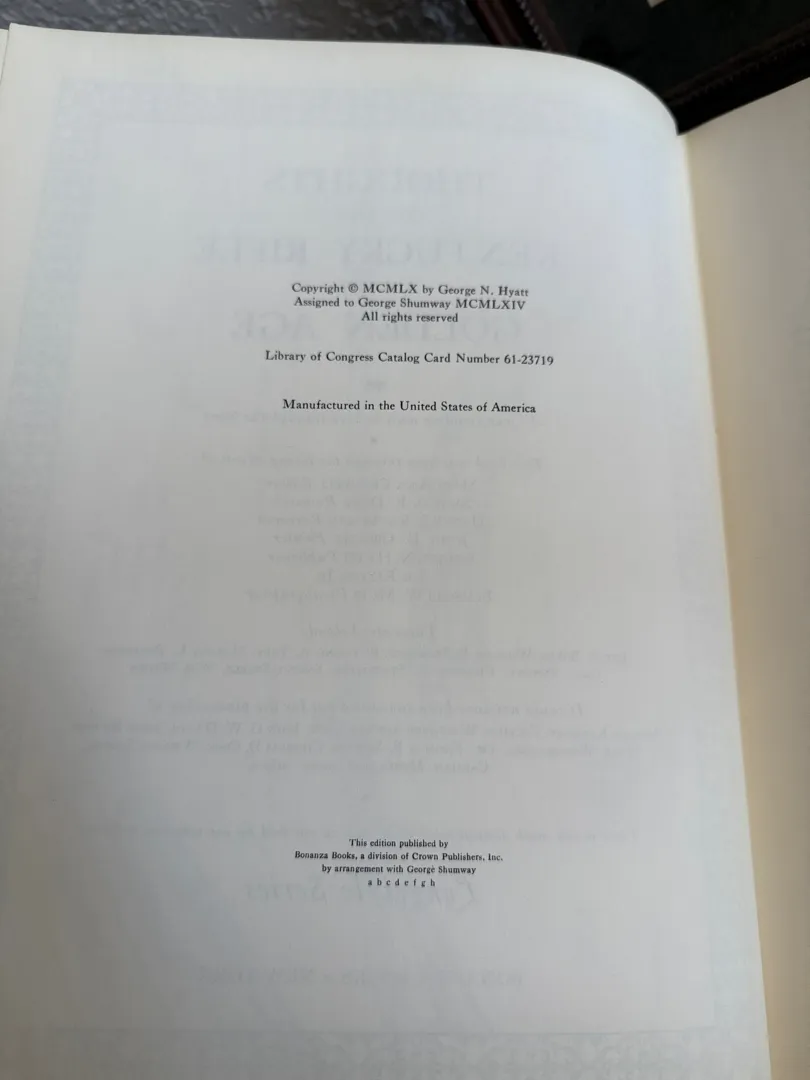 Copyright © MCMLX by George N. Hyatt
Assigned to George Shumway MCMLXIV
All rights reserved
Library of Congress Catalog Card Number 61-23719
Manufactured in the United States of America
This edition published by
Bonanza Books, a division of Crown Publishers, Inc.
by arrangement with George Shumway
a b c d e f g h